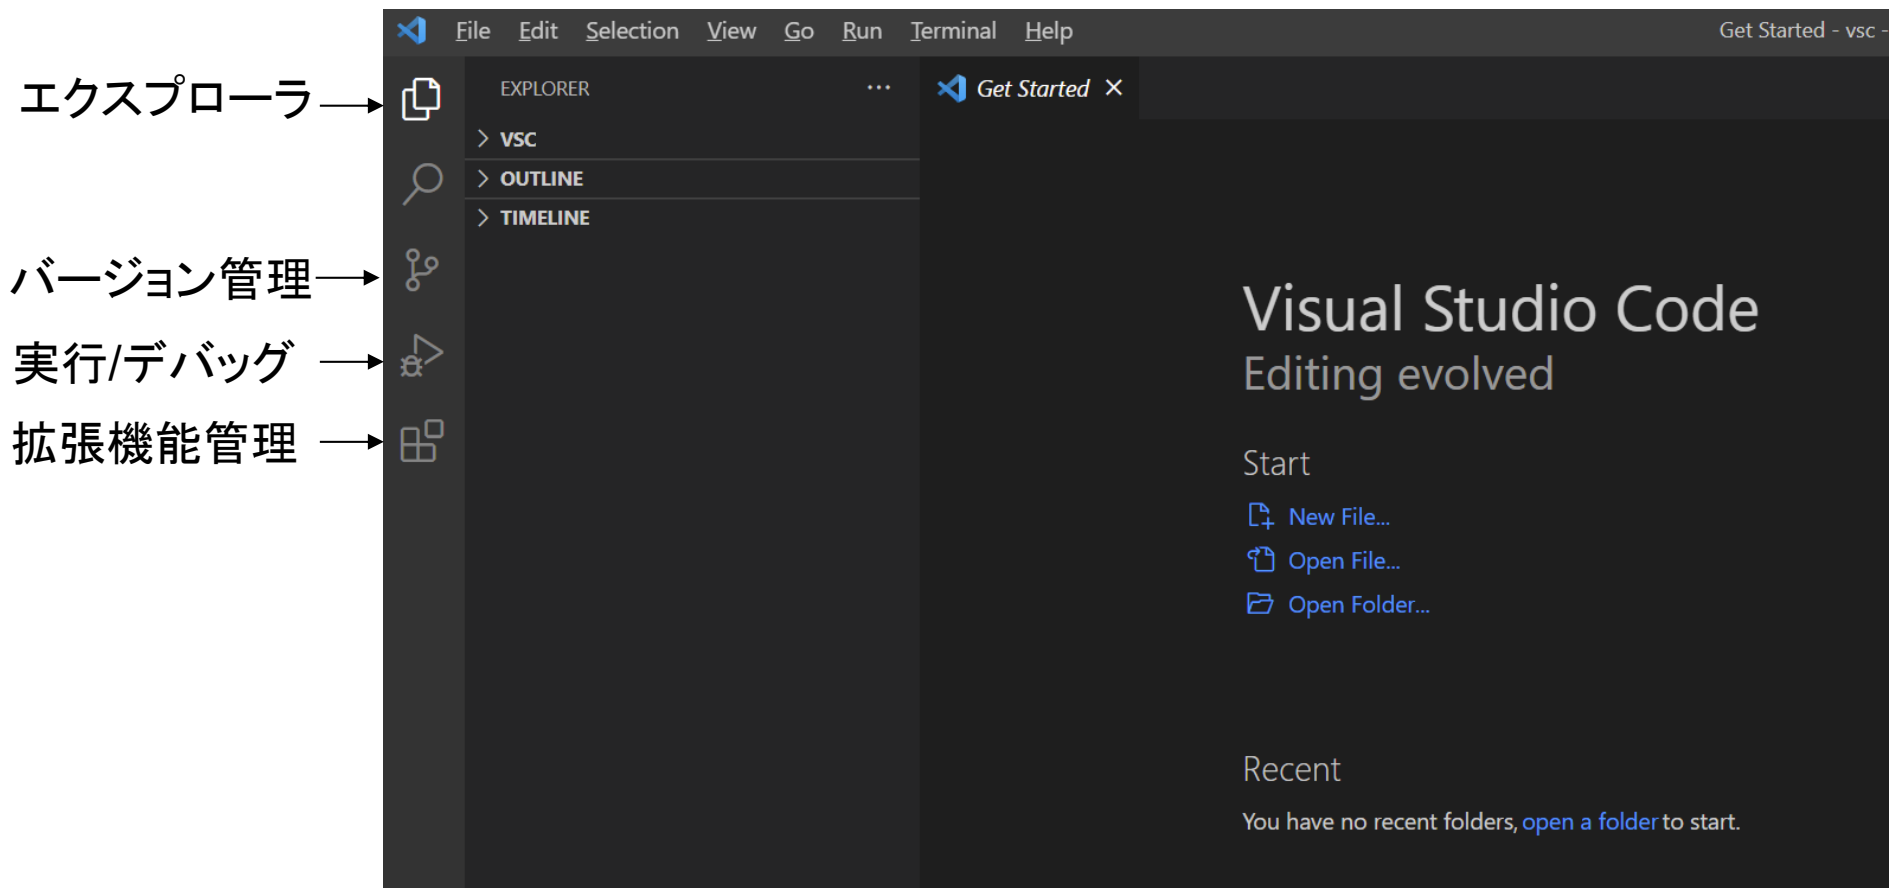 File Edit Selection View Go Run Terminal Help
Get Started - vsc -
エクスプローラ
EXPLORER
Get Started
VSC
OUTLINE
TIMELINE
バージョン管理
実行/デバッグ
拡張機能管理
Visual Studio Code
Editing evolved
Start
New File...
Open File...
Open Folder...
Recent
You have no recent folders, open a folder to start.